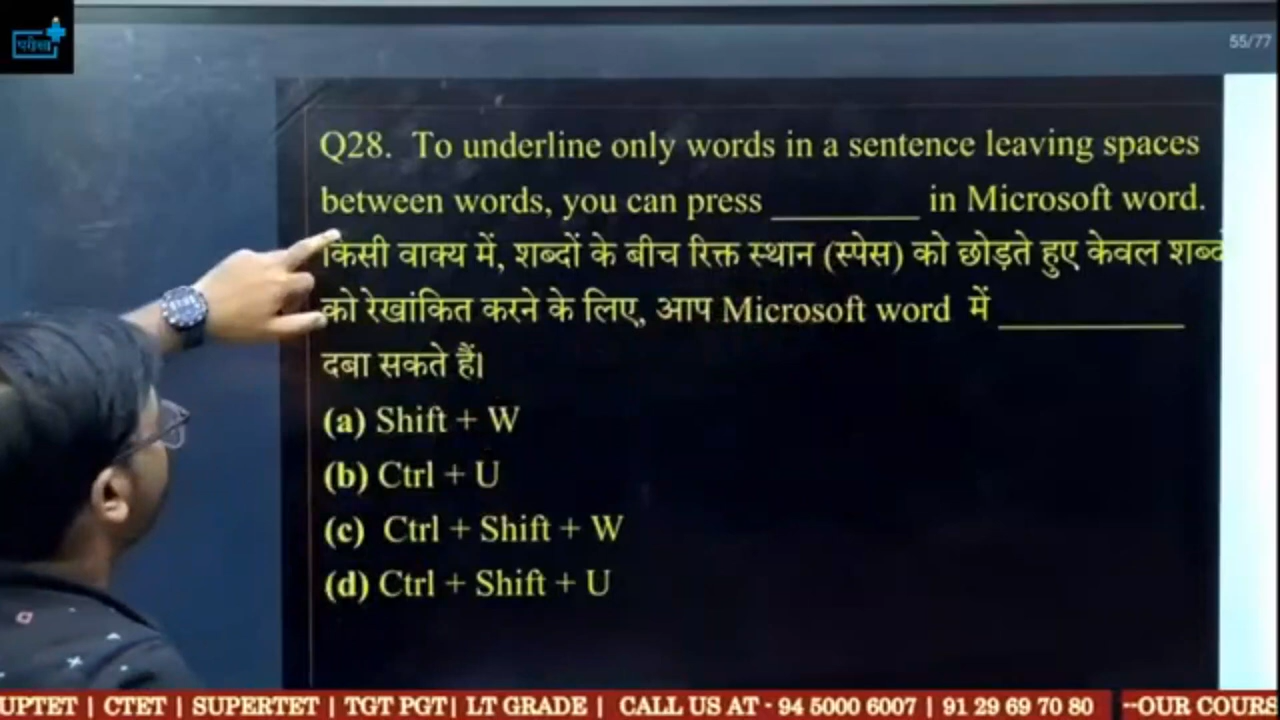 परीक्षा
55/77
Q28. To underline only words in a sentence leaving spaces
between words, you can press ________ in Microsoft word.
किसी वाक्य में, शब्दों के बीच रिक्त स्थान (स्पेस) को छोड़ते हुए केवल
को रेखांकित करने के लिए, आप Microsoft word में __________
दबा सकते हैं।
(a) Shift + W
(b) Ctrl + U
(c) Ctrl + Shift + W
(d) Ctrl + Shift + U
UPTET | CTET | SUPERTET | TGT PGT| LT GRADE | CALL US AT - 94 5000 6007 | 91 29 69 70 80 --OUR COURS